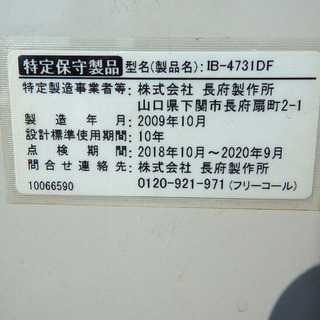 特定保守製品 型名(製品名): IB-4731DF
特定製造事業者等: 株式会社 長府製作所
山口県下関市長府扇町2-1
製造年月: 2009年10月
設計標準使用期間: 10年
点検期間: 2018年10月～2020年9月
問合せ連絡先: 株式会社 長府製作所
10066590 0120-921-971 (フリーコール)